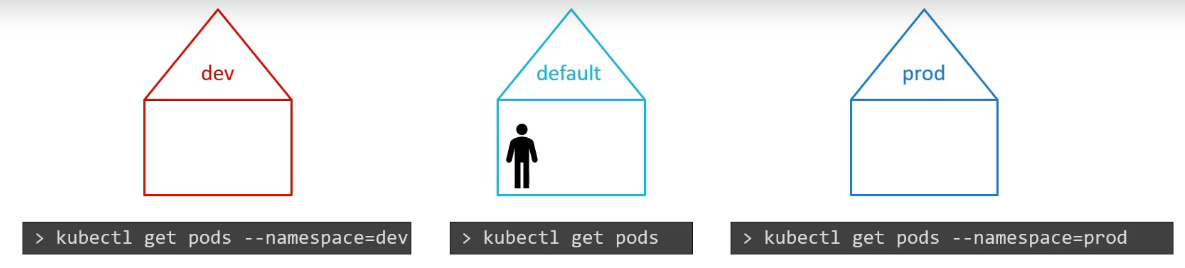 dev
default
prod
> kubectl get pods --namespace=dev
> kubectl get pods
> kubectl get pods --namespace=prod